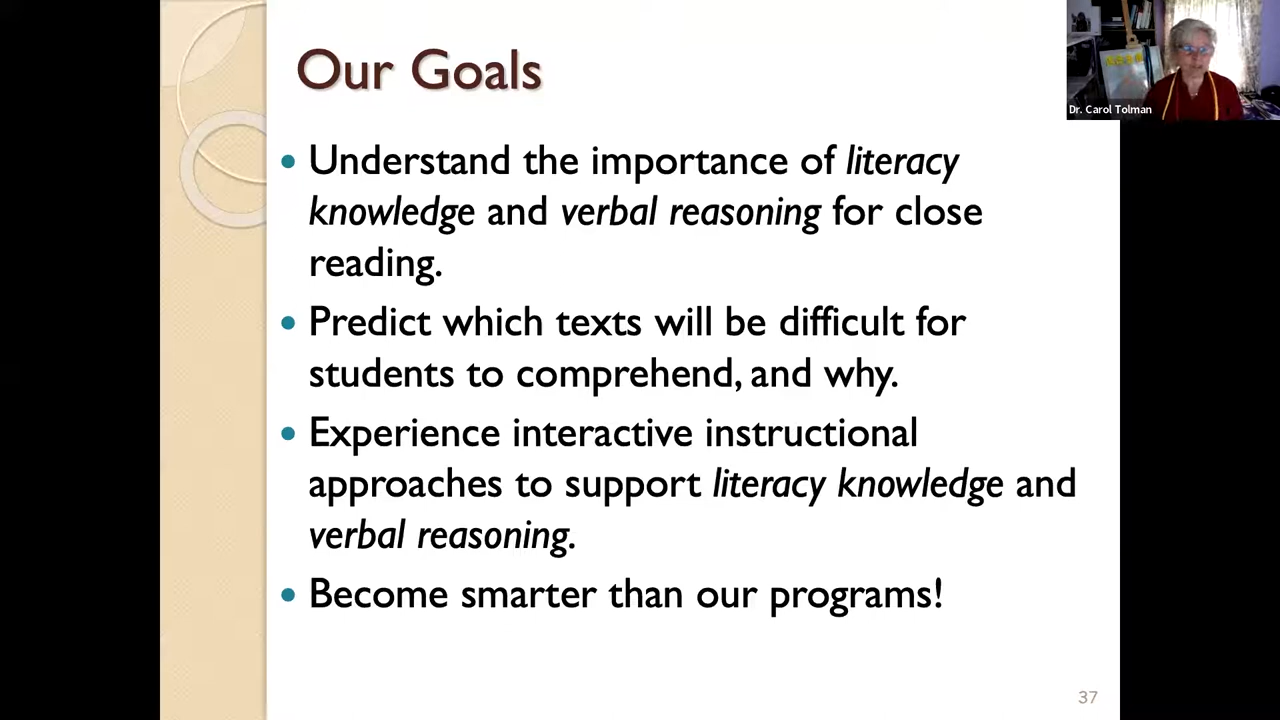 Our Goals
Dr. Carol Tolman
• Understand the importance of literacy
knowledge and verbal reasoning for close
reading.
• Predict which texts will be difficult for
students to comprehend, and why.
• Experience interactive instructional
approaches to support literacy knowledge and
verbal reasoning.
• Become smarter than our programs!
37